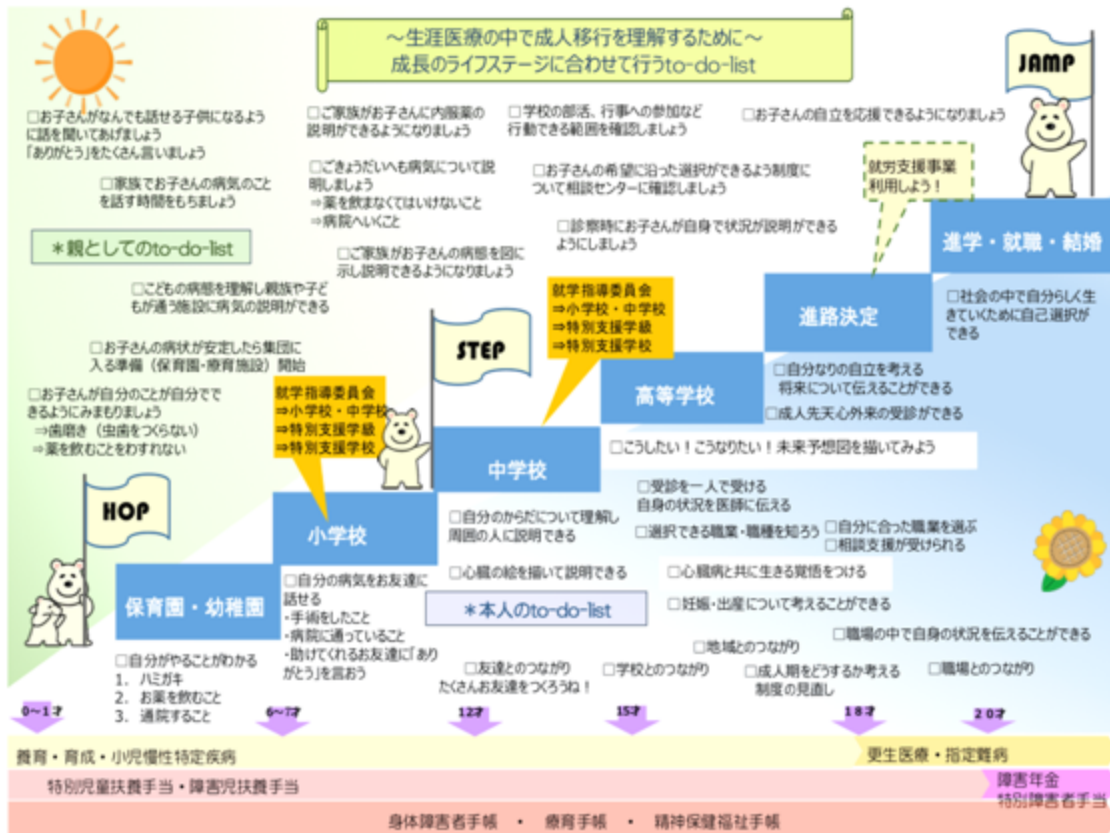 ～生涯医療の中で成人移行を理解するために～
成長のライフステージに合わせて行うto-do-list
JAMP
□お子さんがなんでも話せる子供になるよう
に話を聞いてあげましょう
「ありがとう」をたくさん言いましょう
□家族でお子さんの病気のこと
を話す時間をもちましょう
＊親としてのto-do-list
□ご家族がお子さんに内服薬の
説明ができるようになりましょう
□ごきょうだいへも病気について説
明しましょう
⇒薬を飲まなくてはいけないこと
⇒病院へいくこと
□ご家族がお子さんの病態を図に
示し説明できるようになりましょう
□学校の部活、行事への参加など
行動できる範囲を確認しましょう
□お子さんの希望に沿った選択ができるよう制度に
ついて相談センターに確認しましょう
□診察時にお子さんが自身で状況が説明ができる
ようにしましょう
□お子さんの自立を応援できるようになりましょう
就労支援事業
利用しよう！
□こどもの病態を理解し親族や子ど
もが通う施設に病気の説明ができる
□お子さんの病状が安定したら集団に
入る準備（保育園・療育施設）開始
□お子さんが自分のことが自分でで
きるようにみまもりましょう
⇒歯磨き（虫歯をつくらない）
⇒薬を飲むことをわすれない
就学指導委員会
⇒小学校・中学校
⇒特別支援学級
⇒特別支援学校
就学指導委員会
⇒小学校・中学校
⇒特別支援学級
⇒特別支援学校
HOP
STEP
保育園・幼稚園
小学校
中学校
高等学校
進路決定
進学・就職・結婚
□社会の中で自分らしく生
きていくために自己選択が
できる
□自分なりの自立を考える
将来について伝えることができる
□成人先天心外来の受診ができる
□こうしたい！こうなりたい！未来予想図を描いてみよう
□受診を一人で受ける
自身の状況を医師に伝える
□選択できる職業・職種を知ろう
□自分に合った職業を選ぶ
□相談支援が受けられる
□自分のからだについて理解し
周囲の人に説明できる
□心臓の絵を描いて説明できる
□心臓病と共に生きる覚悟をつける
＊本人のto-do-list
□妊娠・出産について考えることができる
□自分の病気をお友達に
話せる
・手術をしたこと
・病院に通っていること
・助けてくれるお友達に「あり
がとう」を言おう
□自分がやることがわかる
1. ハミガキ
2. お薬を飲むこと
3. 通院すること
□職場の中で自身の状況を伝えることができる
□地域とのつながり
□友達とのつながり
たくさんお友達をつくろうね！
□学校とのつながり
□成人期をどうするか考える
制度の見直し
□職場とのつながり
0～1才
6～7才
12才
15才
18才
20才
養育・育成・小児慢性特定疾病
更生医療・指定難病
特別児童扶養手当・障害児扶養手当
障害年金
特別障害者手当
身体障害者手帳 ・ 療育手帳 ・ 精神保健福祉手帳